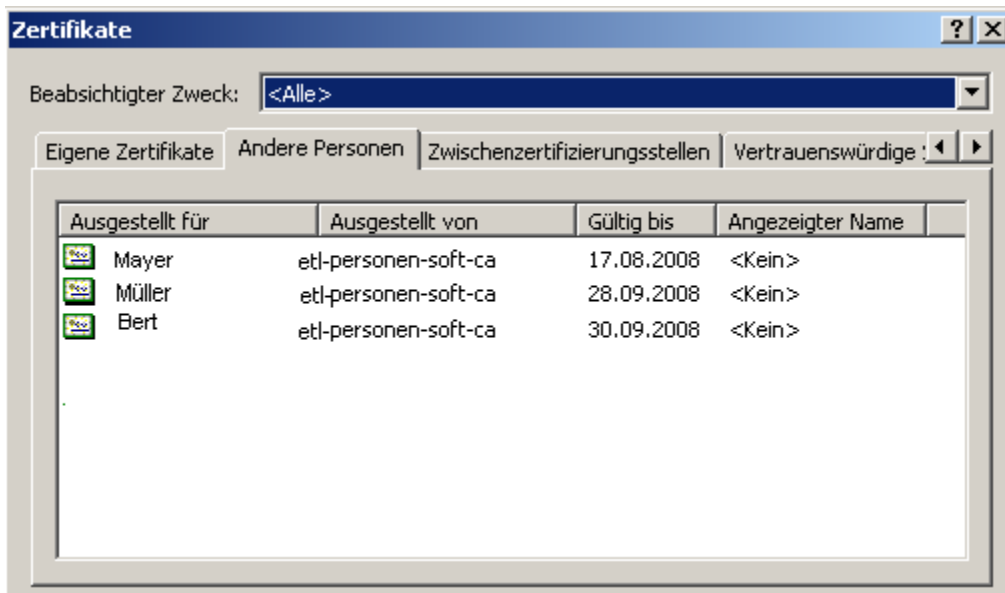 Zertifikate
Beabsichtigter Zweck: <Alle>
Eigene Zertifikate Andere Personen Zwischenzertifizierungsstellen Vertrauenswürdige
Ausgestellt für Ausgestellt von Gültig bis Angezeigter Name
Mayer etl-personen-soft-ca 17.08.2008 <Kein>
Müller etl-personen-soft-ca 28.09.2008 <Kein>
Bert etl-personen-soft-ca 30.09.2008 <Kein>